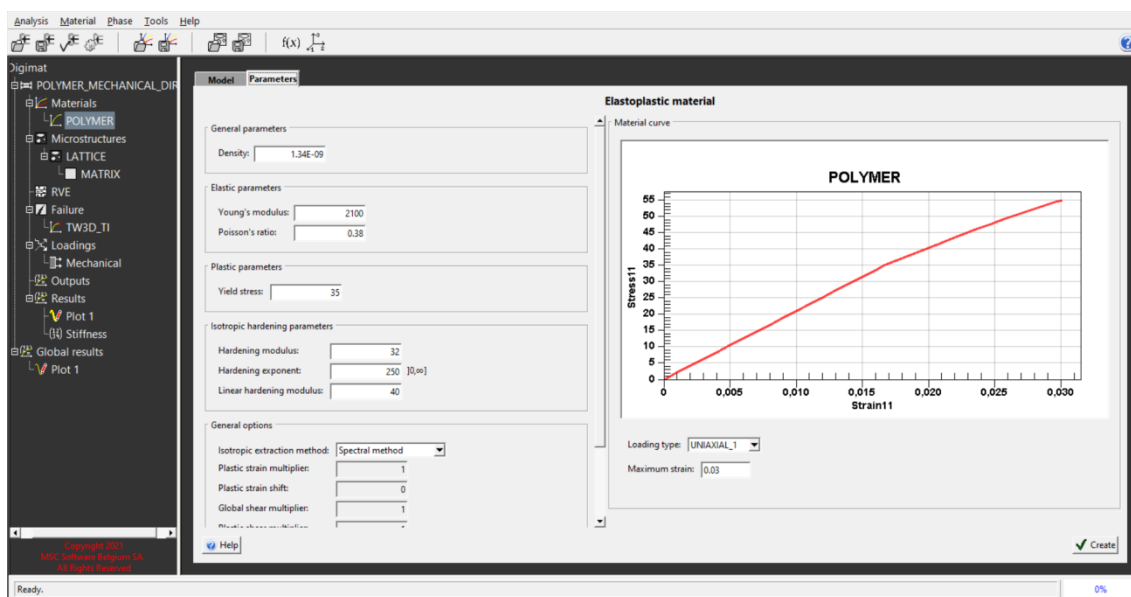 Analysis Material Phase Tools Help
f(x)
Digimat
POLYMER_MECHANICAL_DIR
Materials
POLYMER
Microstructures
LATTICE
MATRIX
RVE
Failure
TW3D_TI
Loadings
Mechanical
Outputs
Results
Plot 1
Stiffness
Global results
Plot 1
Copyright 2021
MSC Software Belgium SA
All Rights Reserved
Model Parameters
Elastoplastic material
General parameters
Density: 1.34E-09
Elastic parameters
Young's modulus: 2100
Poisson's ratio: 0.38
Plastic parameters
Yield stress: 35
Isotropic hardening parameters
Hardening modulus: 32
Hardening exponent: 250 ]0,∞]
Linear hardening modulus: 40
General options
Isotropic extraction method: Spectral method
Plastic strain multiplier: 1
Plastic strain shift: 0
Global shear multiplier: 1
Material curve
POLYMER
Stress11
55
50
45
40
35
30
25
20
15
10
5
0
0 0,005 0,010 0,015 0,020 0,025 0,030
Strain11
Loading type: UNIAXIAL_1
Maximum strain: 0.03
Help
Create
Ready.
0%